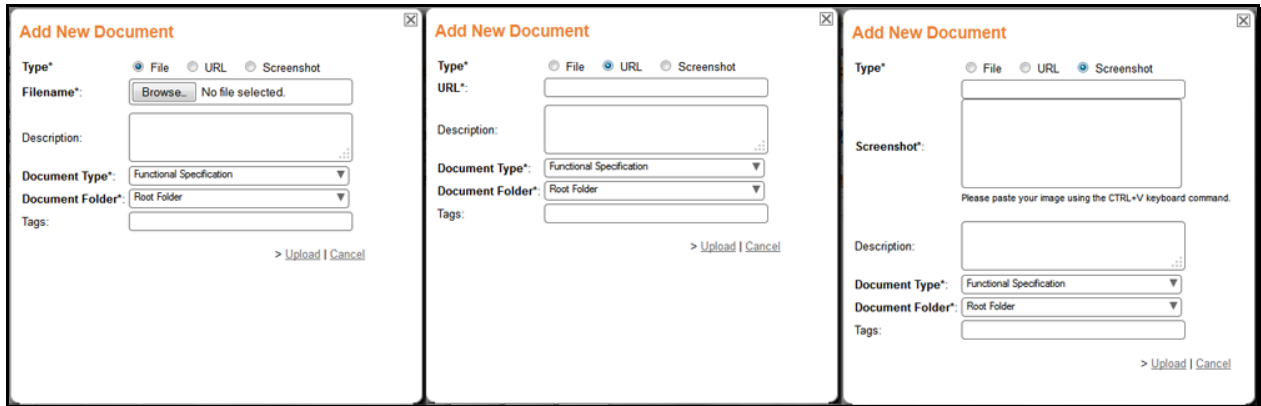 Add New Document
Type* File URL Screenshot
Filename*: Browse... No file selected.
Description:
Document Type*: Functional Specification
Document Folder*: Root Folder
Tags:
> Upload | Cancel
Add New Document
Type* File URL Screenshot
URL*:
Description:
Document Type*: Functional Specification
Document Folder*: Root Folder
Tags:
> Upload | Cancel
Add New Document
Type* File URL Screenshot
Screenshot*:
Please paste your image using the CTRL+V keyboard command.
Description:
Document Type*: Functional Specification
Document Folder*: Root Folder
Tags:
> Upload | Cancel